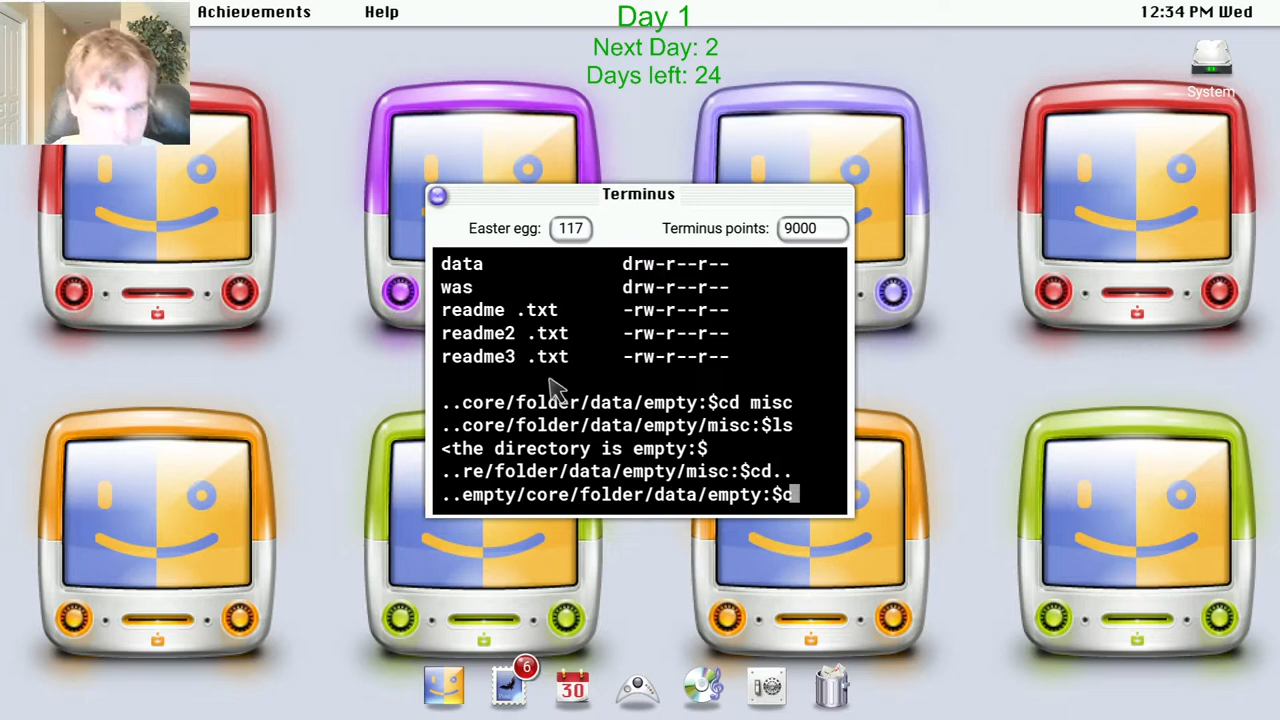 Achievements Help
12:34 PM Wed
Day 1
Next Day: 2
Days left: 24
System
Terminus
Easter egg: 117
Terminus points: 9000
data drw-r--r--
was drw-r--r--
readme .txt -rw-r--r--
readme2 .txt -rw-r--r--
readme3 .txt -rw-r--r--
..core/folder/data/empty:$cd misc
..core/folder/data/empty/misc:$ls
<the directory is empty:$
..re/folder/data/empty/misc:$cd..
..empty/core/folder/data/empty:$c
6
30